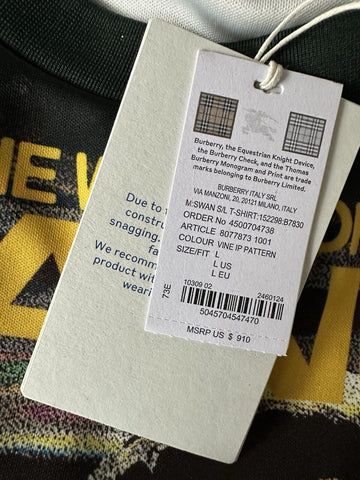 HE W
Due to
constru
snagging.
fa
We recomm
product wit
weari
Burberry, the Equestrian Knight Device,
the Burberry Check, and the Thomas
Burberry Monogram and Print are trade
marks belonging to Burberry Limited.
BURBERRY ITALY SRL
VIA MANZONI, 20, 20121 MILANO, ITALY
M:SWAN S/L T-SHIRT:152298:B7830
ORDER No 4500704738
ARTICLE 8077873 1001
COLOUR VINE IP PATTERN
SIZE/FIT L
L US
L EU
73E
10309 02 2460124
5045704547470
MSRP US $ 910